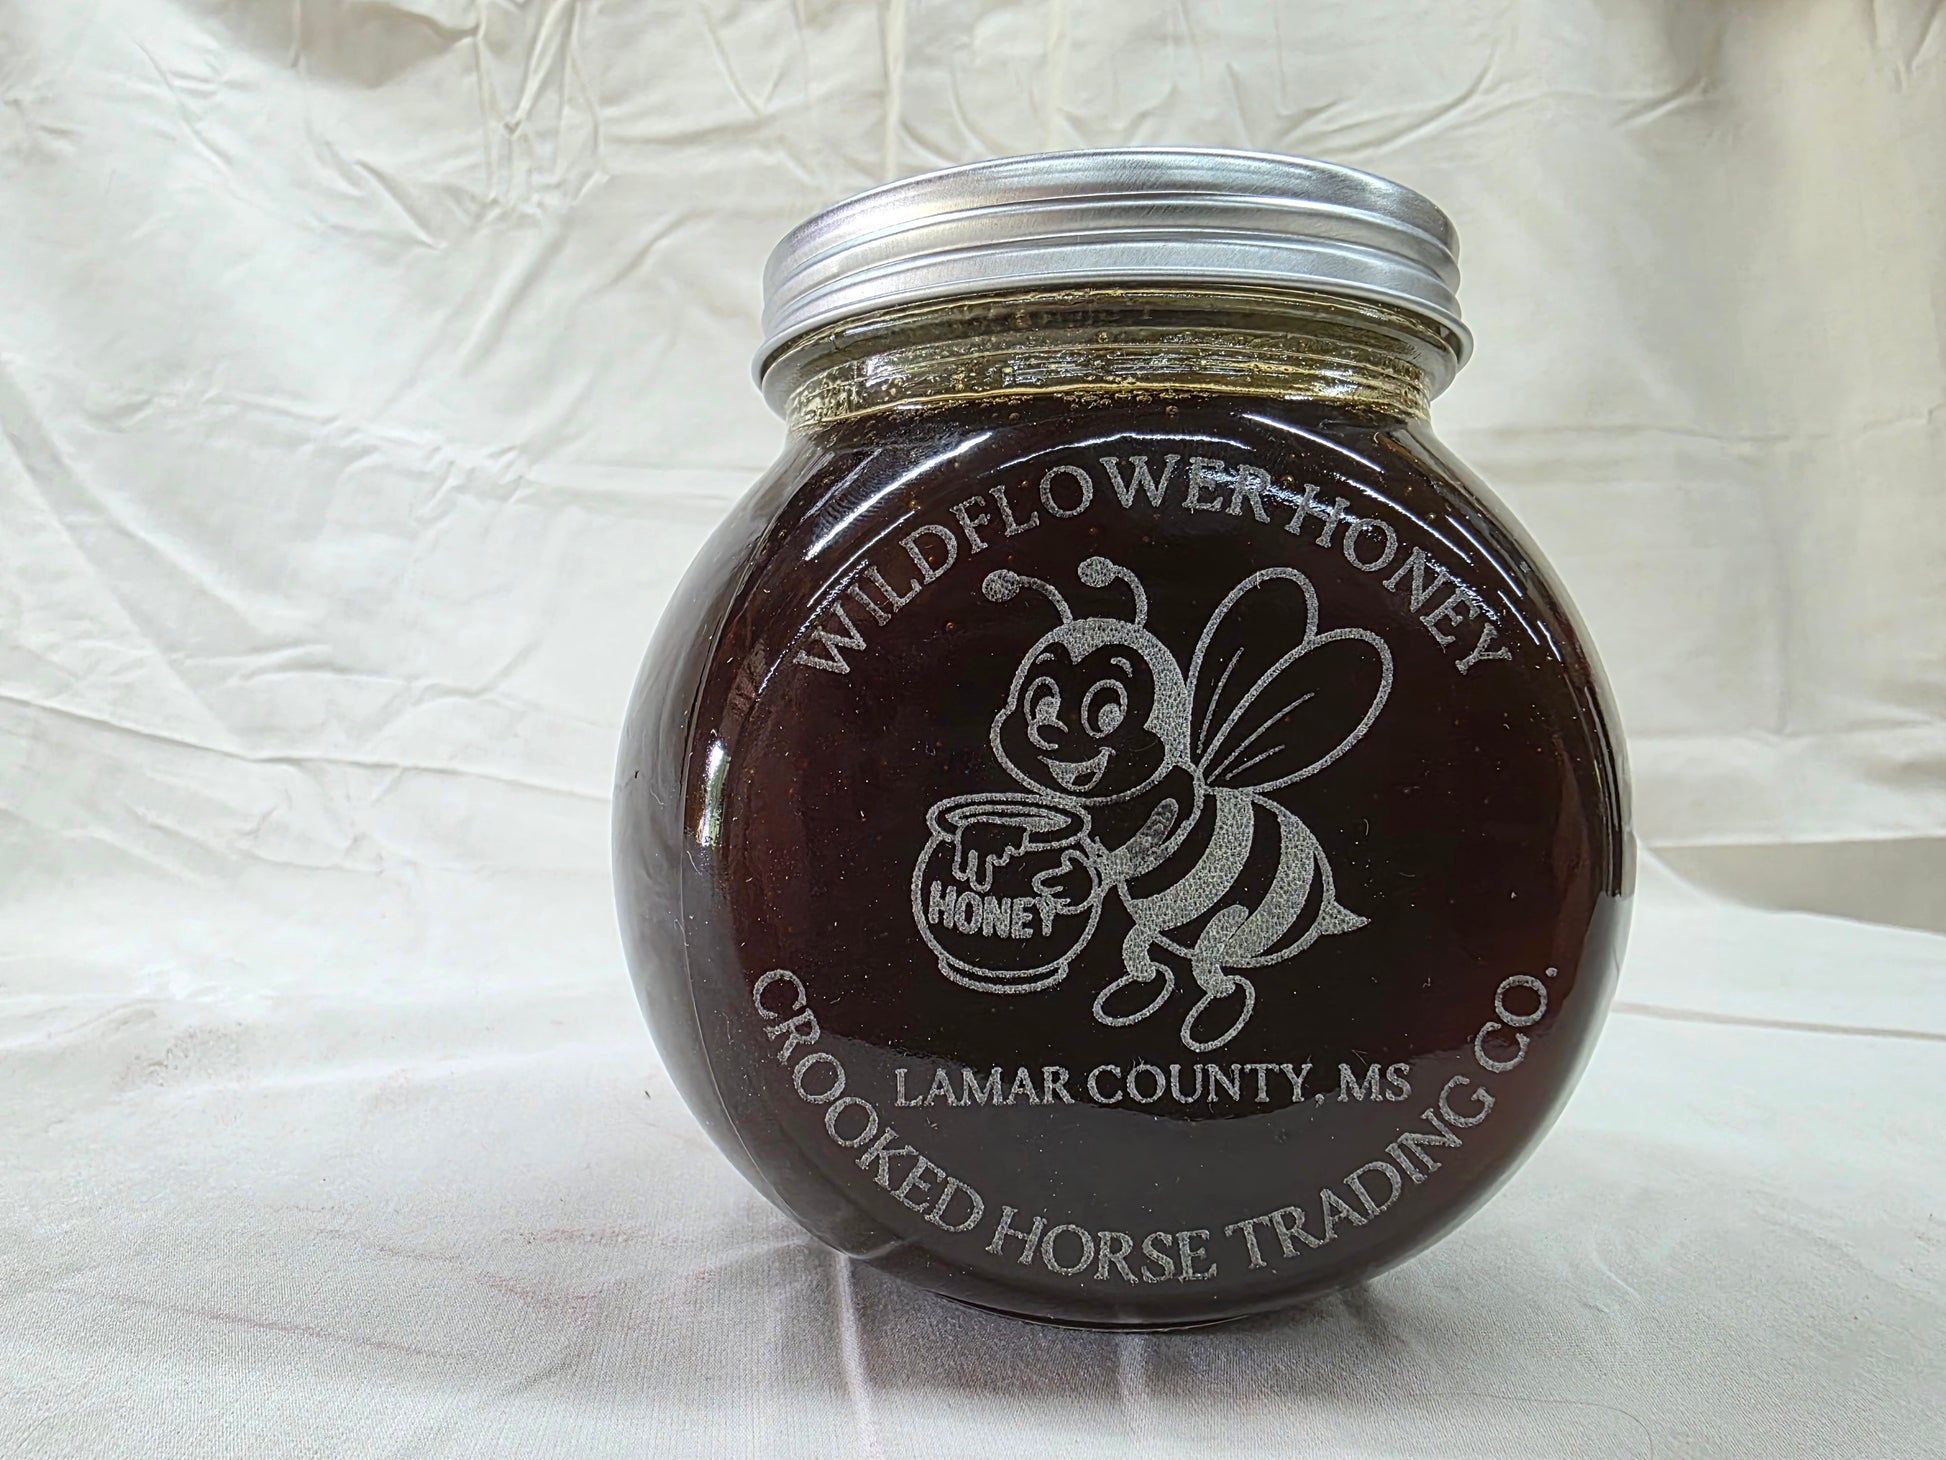 WILDFLOWER HONEY
HONEY
LAMAR COUNTY, MS
CROOKED HORSE TRADING CO.